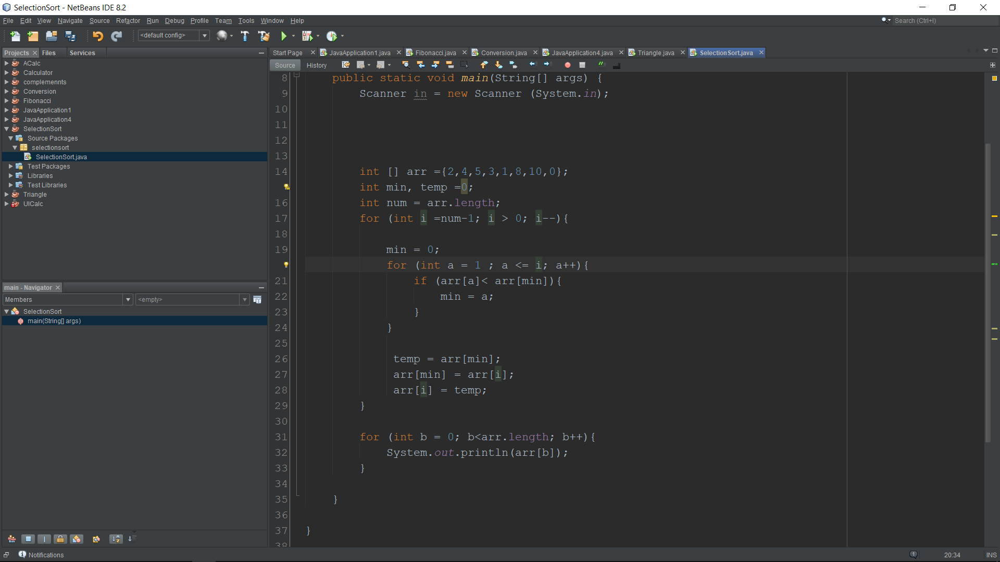 SelectionSort - NetBeans IDE 8.2
File Edit View Navigate Source Refactor Run Debug Profile Team Tools Window Help
Search (Ctrl+I)
<default config>
Projects Files Services
Start Page JavaApplication1.java Fibonacci.java Conversion.java JavaApplication4.java Triangle.java SelectionSort.java
Source History
ACalc
Calculator
complemennts
Conversion
Fibonacci
JavaApplication1
JavaApplication4
SelectionSort
Source Packages
selectionsort
SelectionSort.java
Test Packages
Libraries
Test Libraries
Triangle
UICalc
main - Navigator
Members <empty>
SelectionSort
main(String[] args)
8 public static void main(String[] args) {
9 Scanner in = new Scanner (System.in);
10
11
12
13
14 int [] arr ={2,4,5,3,1,8,10,0};
int min, temp =0;
16 int num = arr.length;
17 for (int i =num-1; i > 0; i--){
18
19 min = 0;
for (int a = 1 ; a <= i; a++){
21 if (arr[a]< arr[min]){
22 min = a;
23 }
24 }
25
26 temp = arr[min];
27 arr[min] = arr[i];
28 arr[i] = temp;
29 }
30
31 for (int b = 0; b<arr.length; b++){
32 System.out.println(arr[b]);
33 }
34
35 }
36
37 }
38
Notifications
1
20:34 INS